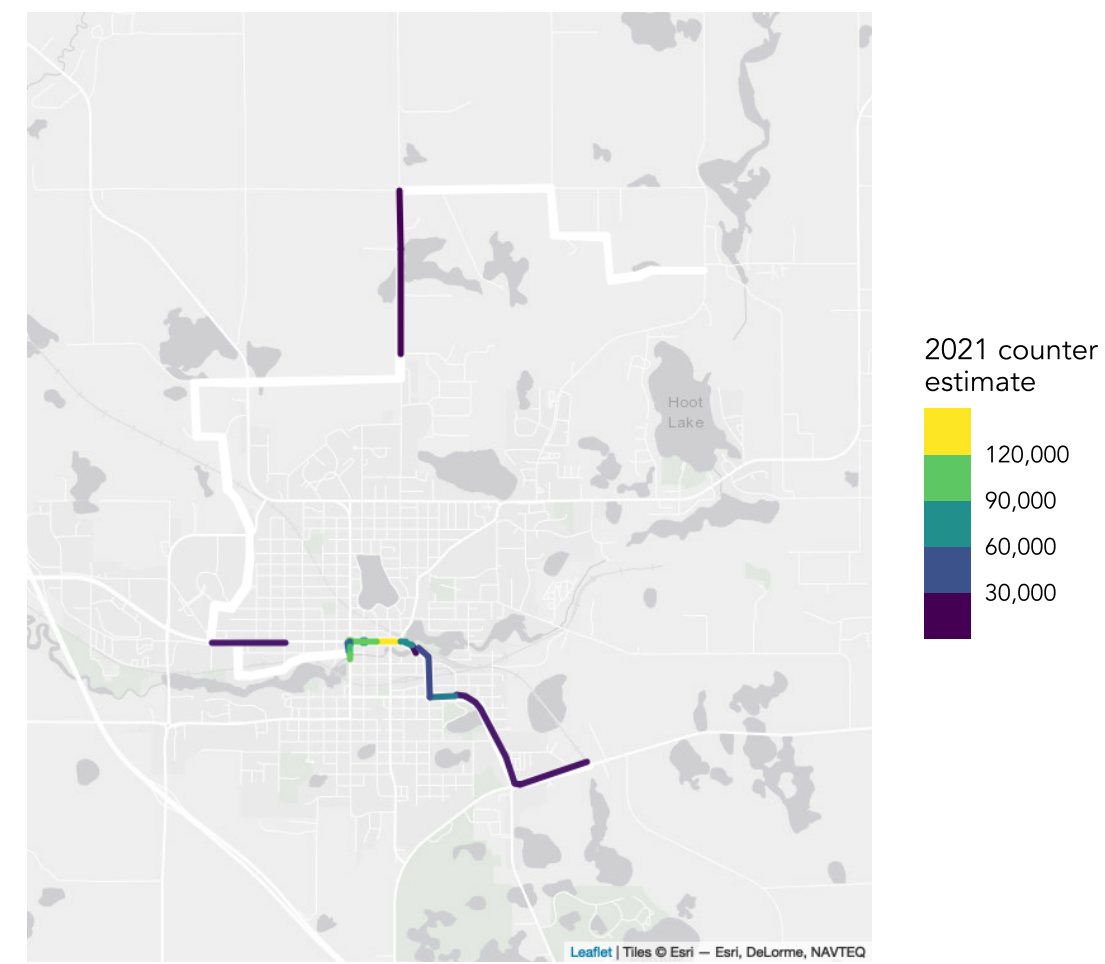 Hoot
Lake
2021 counter
estimate
120,000
90,000
60,000
30,000
Leaflet | Tiles © Esri — Esri, DeLorme, NAVTEQ